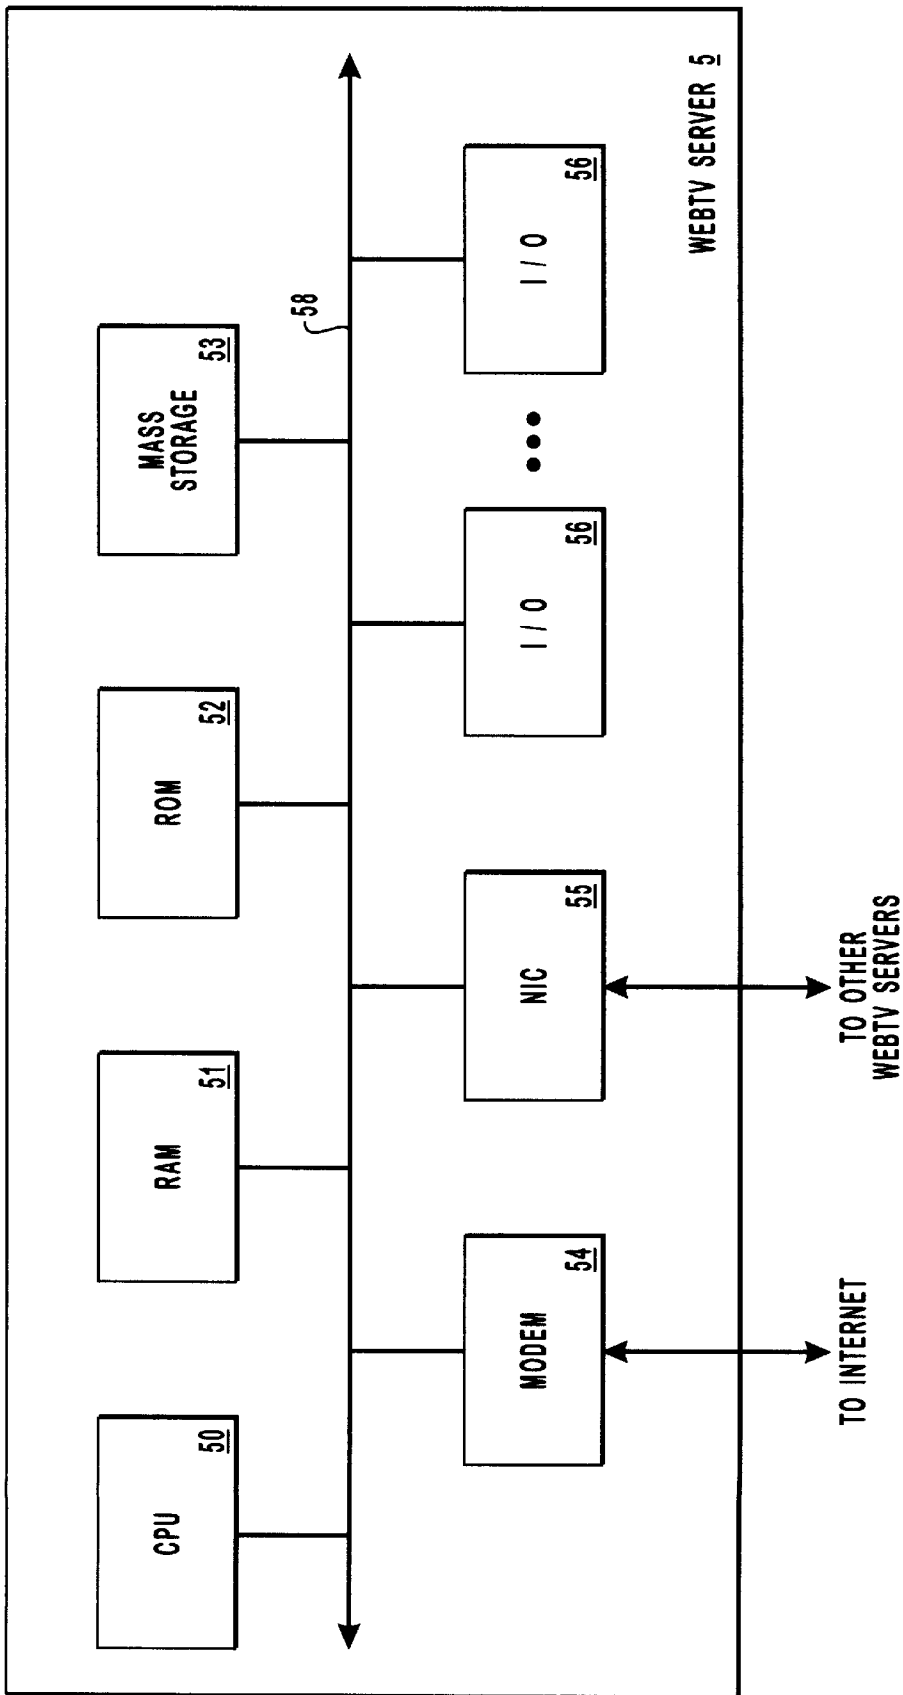 CPU
50
RAM
51
ROM
52
MASS
STORAGE
53
58
MODEM
54
NIC
55
I / O
56
I / O
56
WEBTV SERVER 5
TO INTERNET
TO OTHER
WEBTV SERVERS